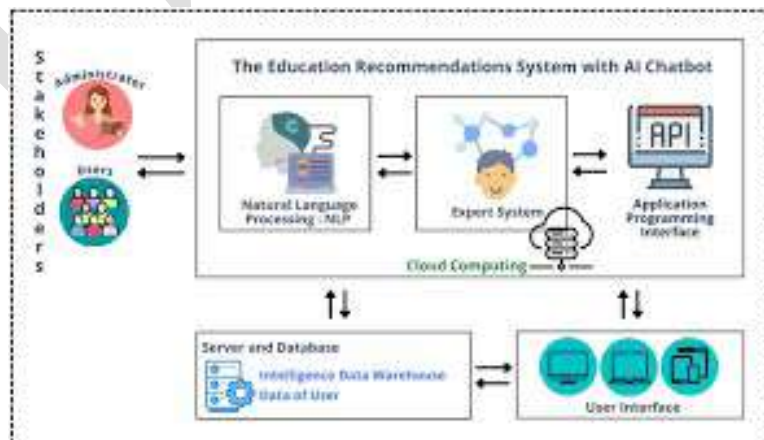 Stakeholders
Administrator
Users
The Education Recommendations System with AI Chatbot
Natural Language
Processing : NLP
Expert System
API
Application
Programming
Interface
Cloud Computing
Server and Database
Intelligence Data Warehouse
Data of User
User Interface